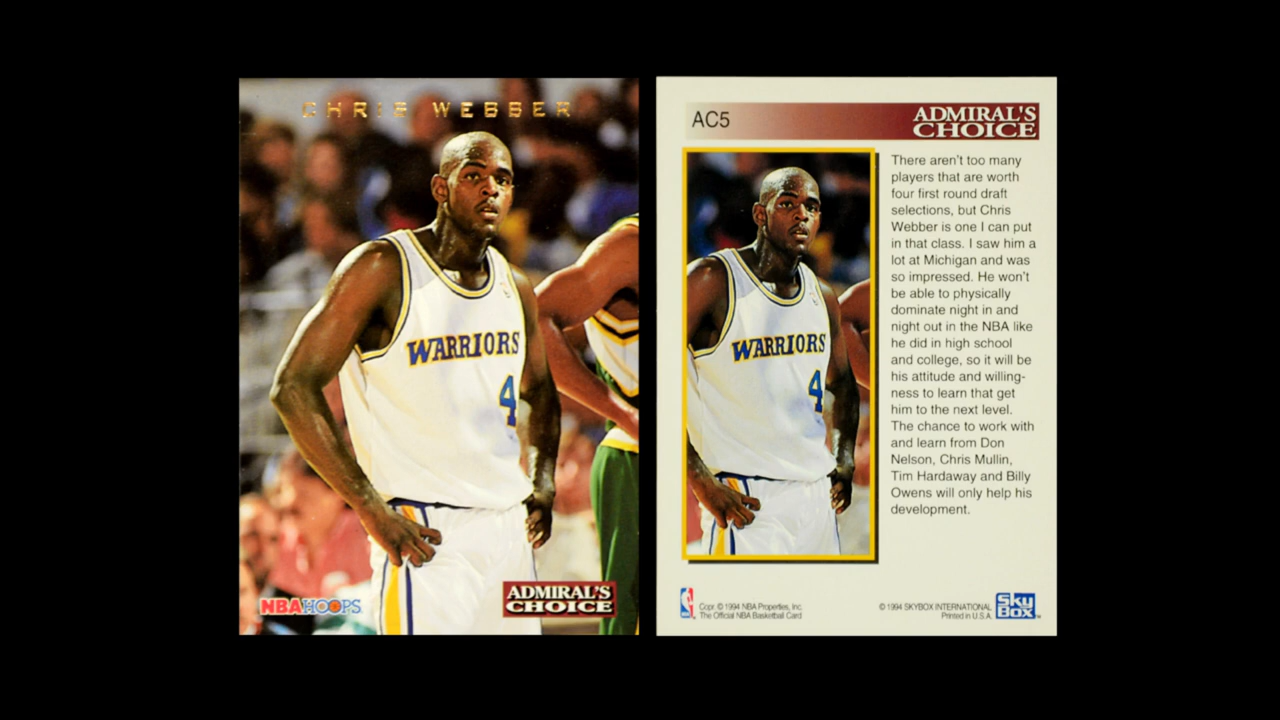 CHRIS WEBBER
WARRIORS
4
NBA HOOPS
ADMIRAL'S
CHOICE
AC5
ADMIRAL'S
CHOICE
There aren't too many
players that are worth
four first round draft
selections, but Chris
Webber is one I can put
in that class. I saw him a
lot at Michigan and was
so impressed. He won't
be able to physically
dominate night in and
night out in the NBA like
he did in high school
and college, so it will be
his attitude and willing-
ness to learn that get
him to the next level.
The chance to work with
and learn from Don
Nelson, Chris Mullin,
Tim Hardaway and Billy
Owens will only help his
development.
WARRIORS
4
Copr. © 1994 NBA Properties, Inc.
The Official NBA Basketball Card
© 1994 SKYBOX INTERNATIONAL
Printed in U.S.A.
SKY
BOX